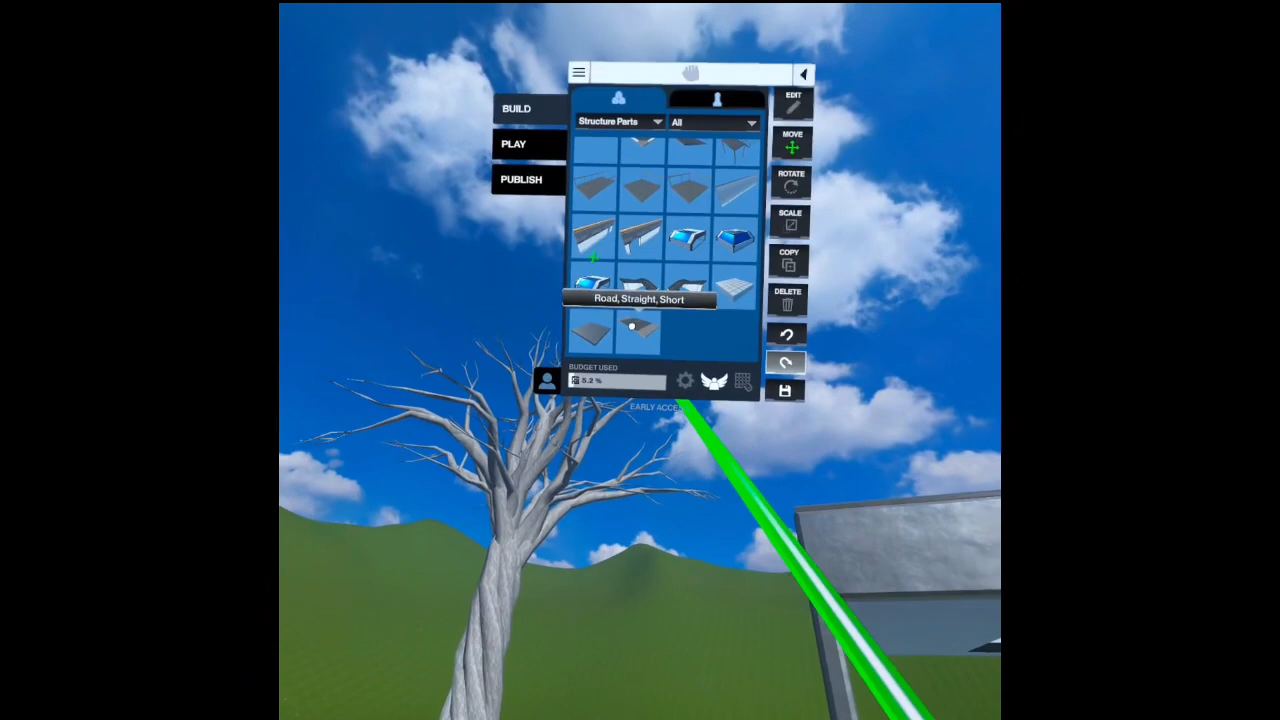 BUILD
PLAY
PUBLISH
Structure Parts
All
EDIT
MOVE
ROTATE
SCALE
COPY
DELETE
Road, Straight, Short
BUDGET USED
5.2 %
EARLY